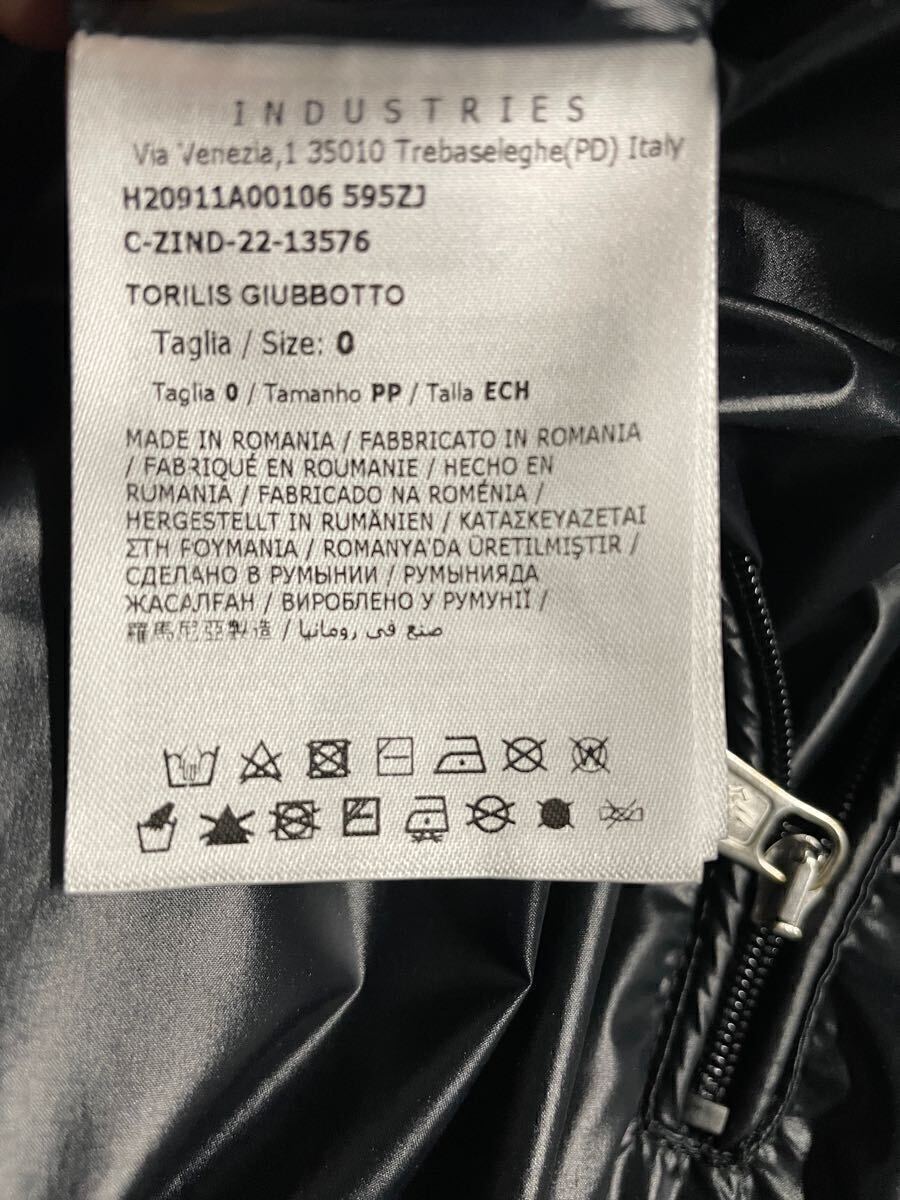 INDUSTRIES
Via Venezia,1 35010 Trebaseleghe(PD) Italy
H20911A00106 595ZJ
C-ZIND-22-13576
TORILIS GIUBBOTTO
Taglia / Size: 0
Taglia 0 / Tamanho PP / Talla ECH
MADE IN ROMANIA / FABBRICATO IN ROMANIA
/ FABRIQUÉ EN ROUMANIE / HECHO EN
RUMANIA / FABRICADO NA ROMÉNIA /
HERGESTELLT IN RUMÄNIEN / ΚΑΤΑΣΚΕΥΑΖΕΤΑΙ
ΣΤΗ ΡΟΥΜΑΝΙΑ / ROMANYA'DA ÜRETILMIŞTIR /
СДЕЛАНО В РУМЫНИИ / РУМЫНИЯДА
ЖАСАЛҒАН / ВИРОБЛЕНО У РУМУНІЇ /
羅馬尼亞製造 / صنع في رومانيا